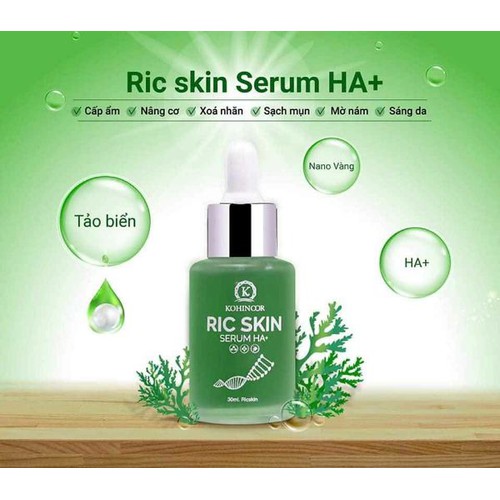 Ric skin Serum HA+
Cấp ẩm Nâng cơ Xoá nhăn Sạch mụn Mờ nám Sáng da
Nano Vàng
Tảo biển
HA+
K
KOHINOOR
RIC SKIN
SERUM HA+
30ml. Ricskin